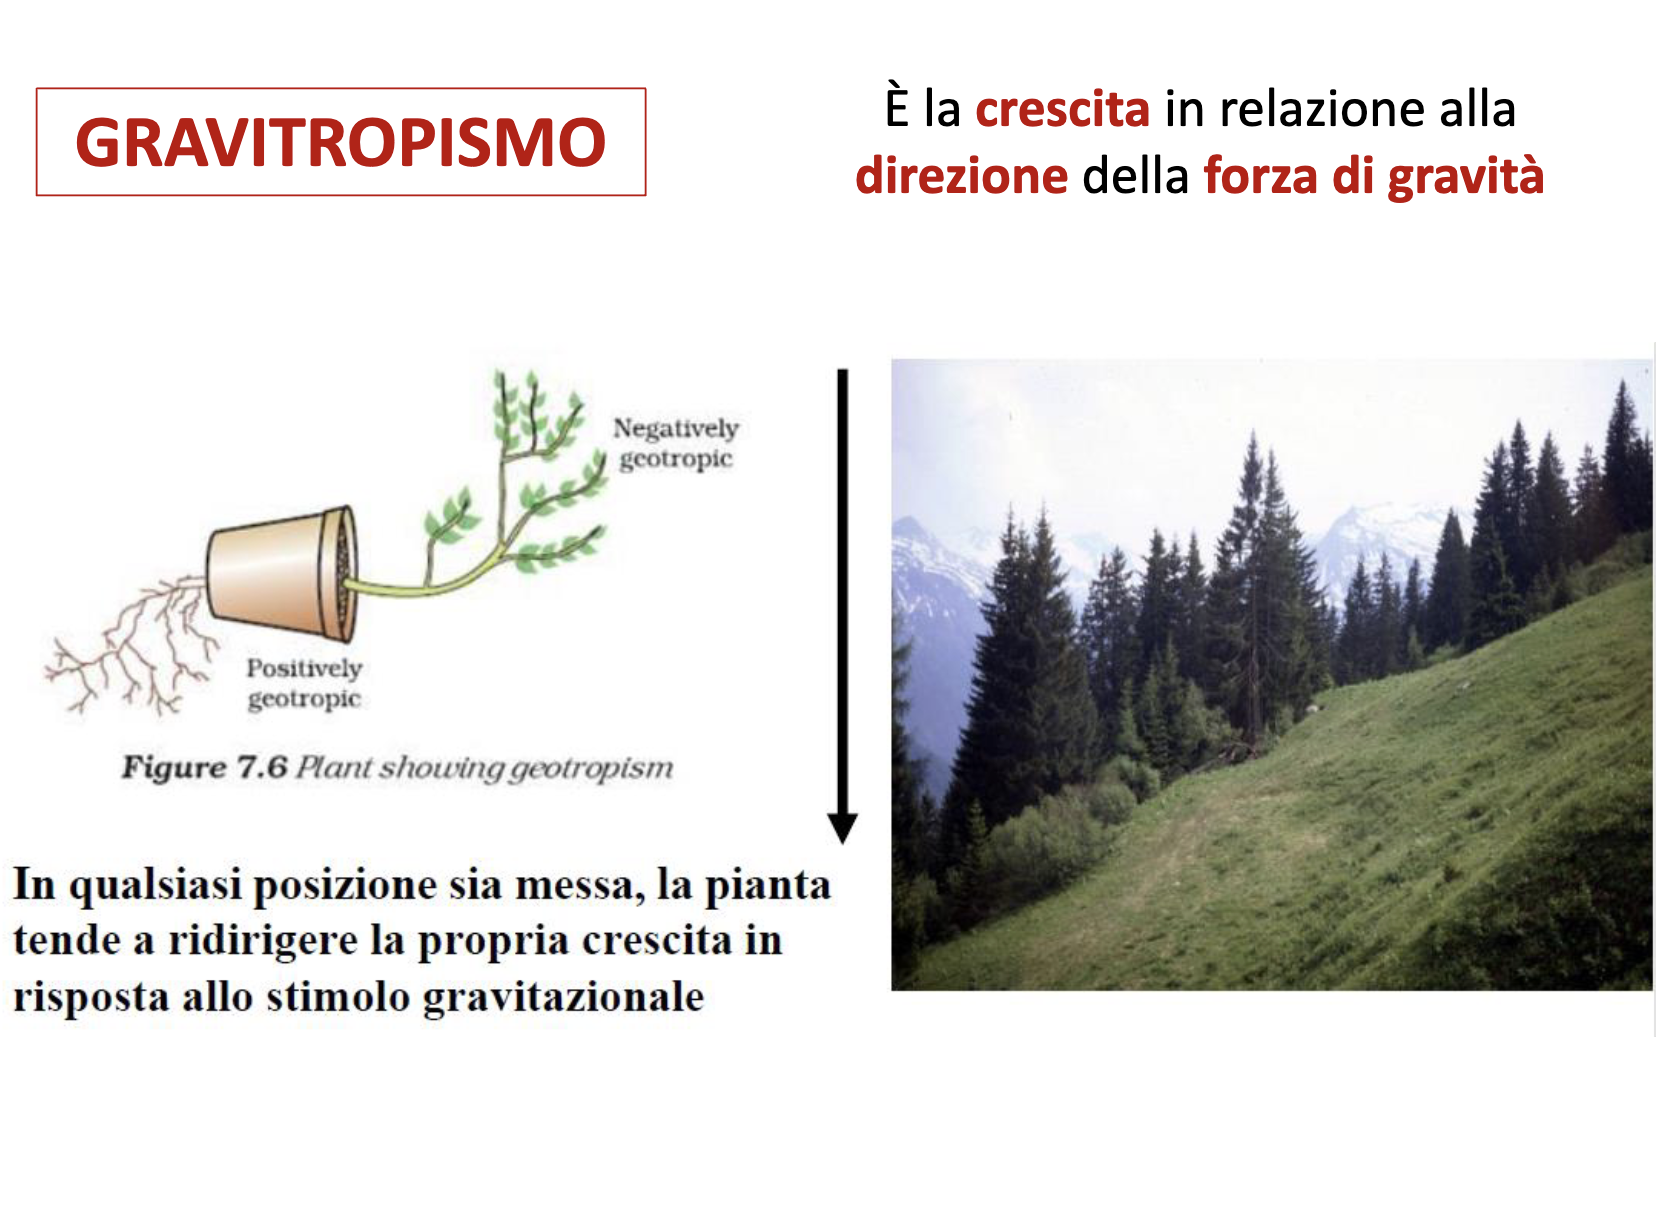 GRAVITROPISMO
È la crescita in relazione alla
direzione della forza di gravità
Negatively
geotropic
Positively
geotropic
Figure 7.6 Plant showing geotropism
In qualsiasi posizione sia messa, la pianta
tende a ridirigere la propria crescita in
risposta allo stimolo gravitazionale